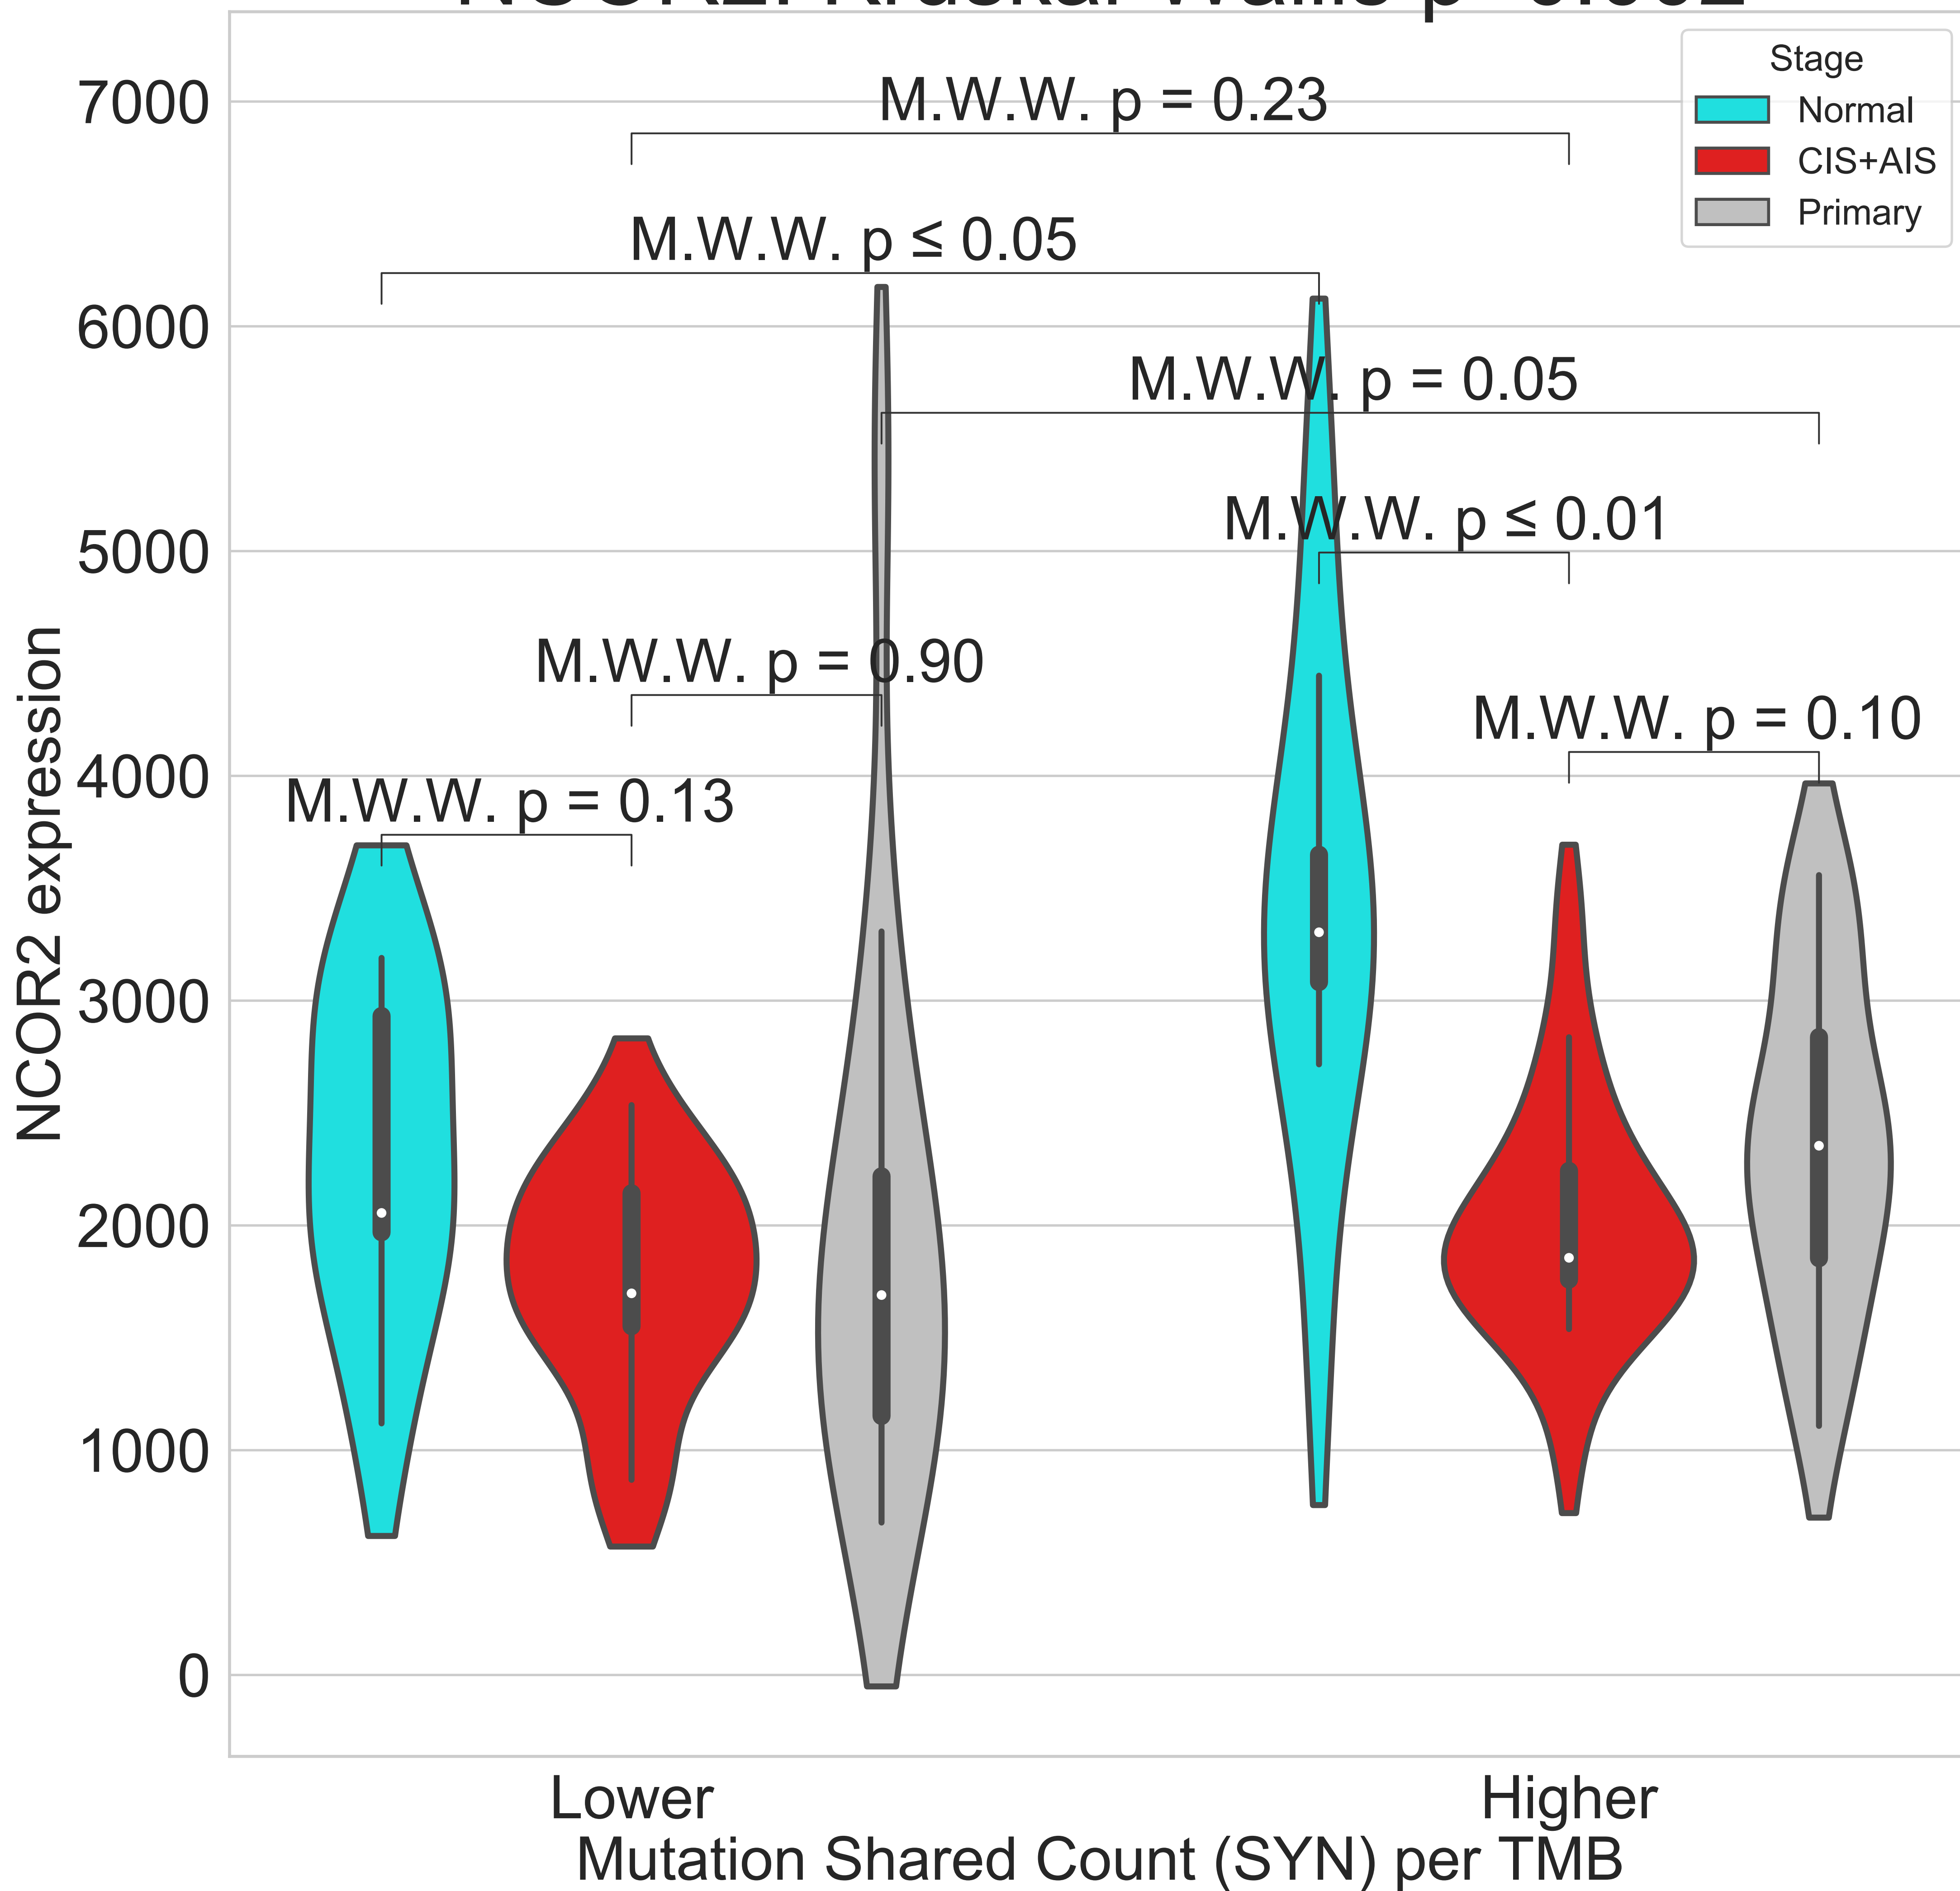 7000
6000
5000
4000
3000
2000
1000
0
NCOR2 expression
Stage
Normal
CIS+AIS
Primary
M.W.W. p = 0.23
M.W.W. p ≤ 0.05
M.W.W. p = 0.05
M.W.W. p ≤ 0.01
M.W.W. p = 0.90
M.W.W. p = 0.10
M.W.W. p = 0.13
Lower
Higher
Mutation Shared Count (SYN) per TMB